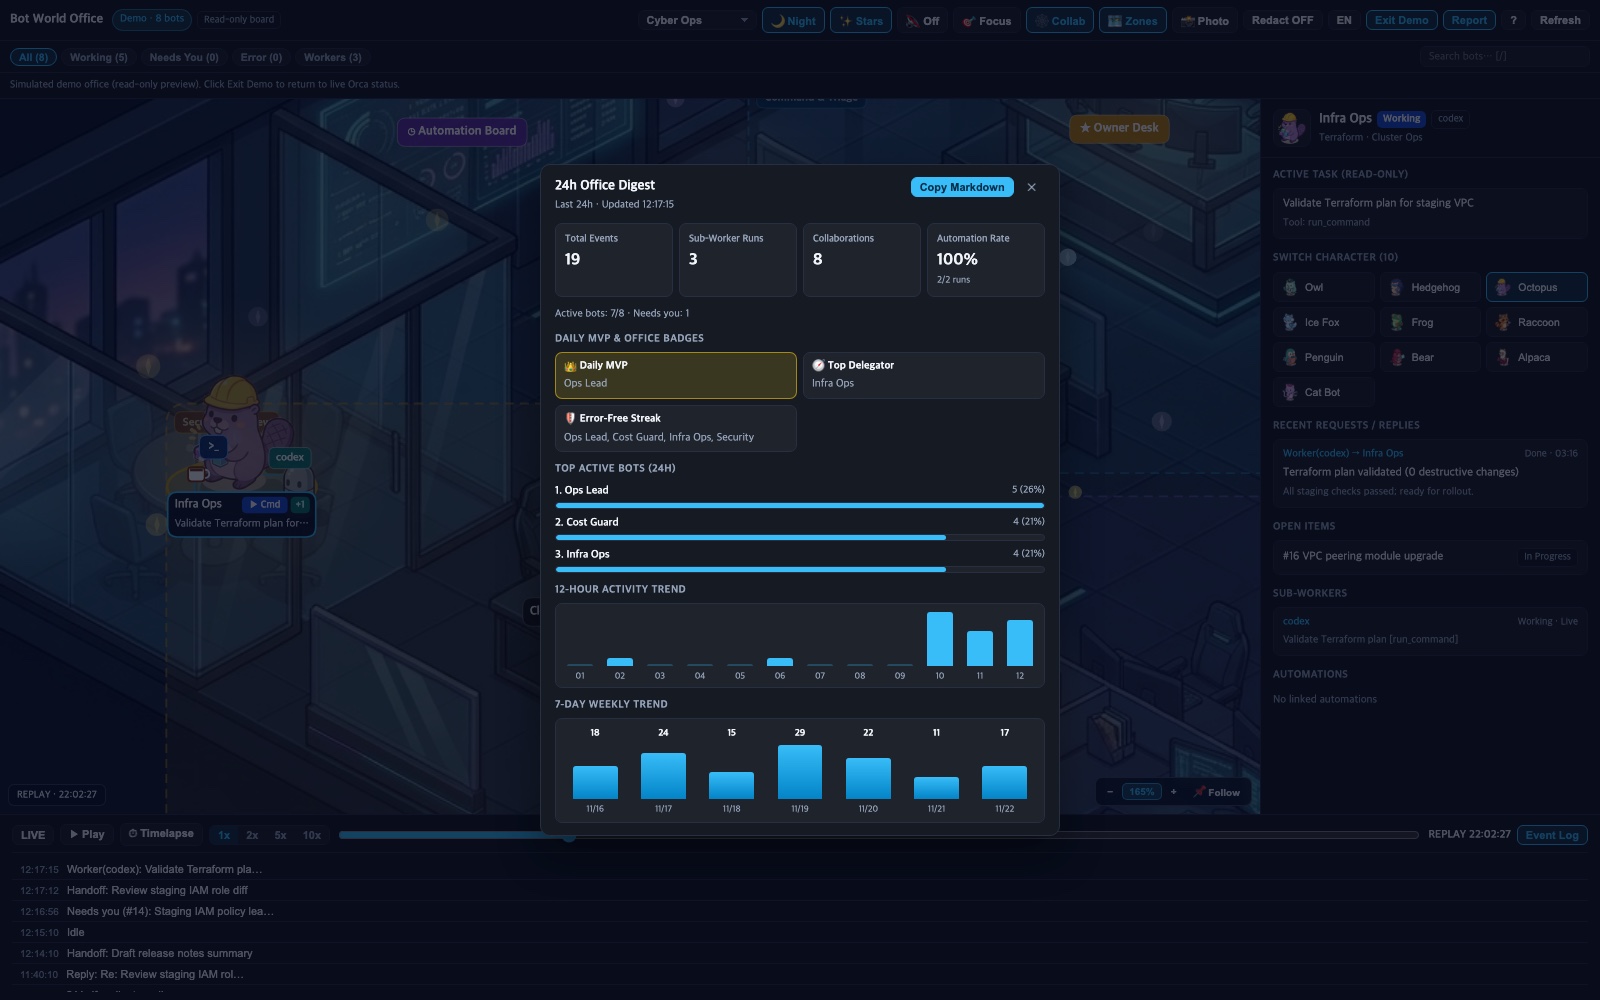 Bot World Office
Demo · 8 bots
Read-only board
Cyber Ops
Night
Stars
Off
Focus
Collab
Zones
Photo
Redact OFF
EN
Exit Demo
Report
?
Refresh
All (8)
Working (5)
Needs You (0)
Error (0)
Workers (3)
Search bots… [/]
Simulated demo office (read-only preview). Click Exit Demo to return to live Orca status.
Command & Triage
Automation Board
★ Owner Desk
>_
codex
Infra Ops
▶ Cmd
+1
Validate Terraform plan for…
REPLAY · 22:02:27
− 165% +
Follow
24h Office Digest
Last 24h · Updated 12:17:15
Copy Markdown
×
Total Events
19
Sub-Worker Runs
3
Collaborations
8
Automation Rate
100%
2/2 runs
Active bots: 7/8 · Needs you: 1
DAILY MVP & OFFICE BADGES
Daily MVP
Ops Lead
Top Delegator
Infra Ops
Error-Free Streak
Ops Lead, Cost Guard, Infra Ops, Security
TOP ACTIVE BOTS (24H)
1. Ops Lead 5 (26%)
2. Cost Guard 4 (21%)
3. Infra Ops 4 (21%)
12-HOUR ACTIVITY TREND
01 02 03 04 05 06 07 08 09 10 11 12
7-DAY WEEKLY TREND
18 24 15 29 22 11 17
11/16 11/17 11/18 11/19 11/20 11/21 11/22
Infra Ops
Working
codex
Terraform · Cluster Ops
ACTIVE TASK (READ-ONLY)
Validate Terraform plan for staging VPC
Tool: run_command
SWITCH CHARACTER (10)
Owl
Hedgehog
Octopus
Ice Fox
Frog
Raccoon
Penguin
Bear
Alpaca
Cat Bot
RECENT REQUESTS / REPLIES
Worker(codex) → Infra Ops
Done · 03:16
Terraform plan validated (0 destructive changes)
All staging checks passed; ready for rollout.
OPEN ITEMS
#16 VPC peering module upgrade
In Progress
SUB-WORKERS
codex
Working · Live
Validate Terraform plan [run_command]
AUTOMATIONS
No linked automations
LIVE
▶ Play
Timelapse
1x
2x
5x
10x
REPLAY 22:02:27
Event Log
12:17:15 Worker(codex): Validate Terraform pla…
12:17:12 Handoff: Review staging IAM role diff
12:16:56 Needs you (#14): Staging IAM policy lea…
12:15:10 Idle
12:14:10 Handoff: Draft release notes summary
11:40:10 Reply: Re: Review staging IAM rol…